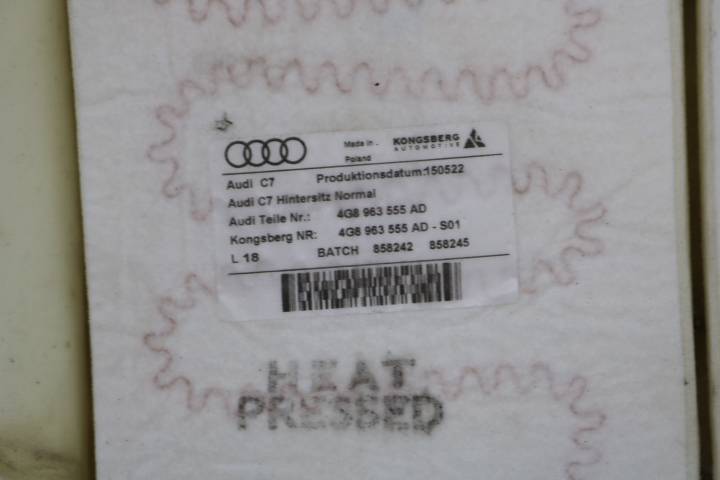 Made in .
Poland
KONGSBERG
AUTOMOTIVE
Audi C7 Produktionsdatum:150522
Audi C7 Hintersitz Normal
Audi Teile Nr.: 4G8 963 555 AD
Kongsberg NR: 4G8 963 555 AD - S01
L 18 BATCH 858242 858245
HEAT
PRESSED